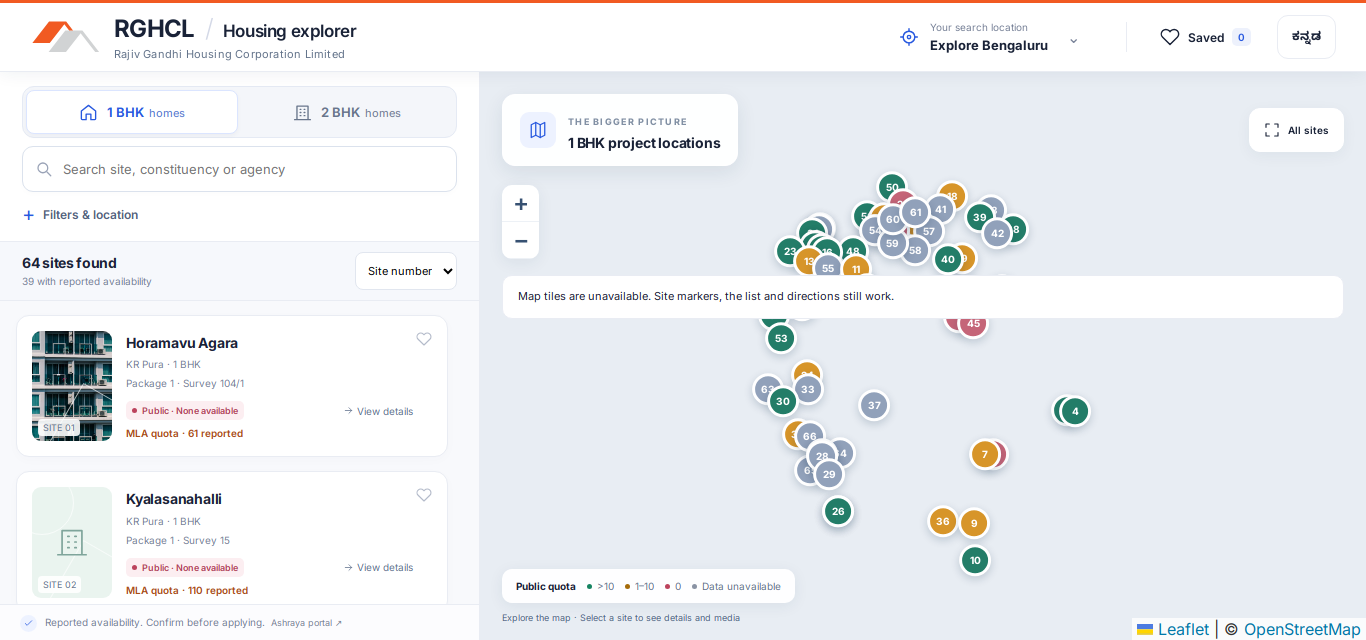 RGHCL / Housing explorer
Rajiv Gandhi Housing Corporation Limited
Your search location
Explore Bengaluru
Saved 0
ಕನ್ನಡ
1 BHK homes
2 BHK homes
Search site, constituency or agency
+ Filters & location
64 sites found
39 with reported availability
Site number
Horamavu Agara
KR Pura · 1 BHK
Package 1 · Survey 104/1
Public · None available
→ View details
MLA quota · 61 reported
SITE 01
Kyalasanahalli
KR Pura · 1 BHK
Package 1 · Survey 15
Public · None available
→ View details
MLA quota · 110 reported
SITE 02
Reported availability. Confirm before applying. Ashraya portal ↗
THE BIGGER PICTURE
1 BHK project locations
All sites
+
−
50
60
61
41
39
42
57
59
58
23
48
55
11
40
Map tiles are unavailable. Site markers, the list and directions still work.
45
53
33
30
37
4
66
7
28
29
26
36
9
10
Public quota >10 1–10 0 Data unavailable
Explore the map · Select a site to see details and media
Leaflet | © OpenStreetMap